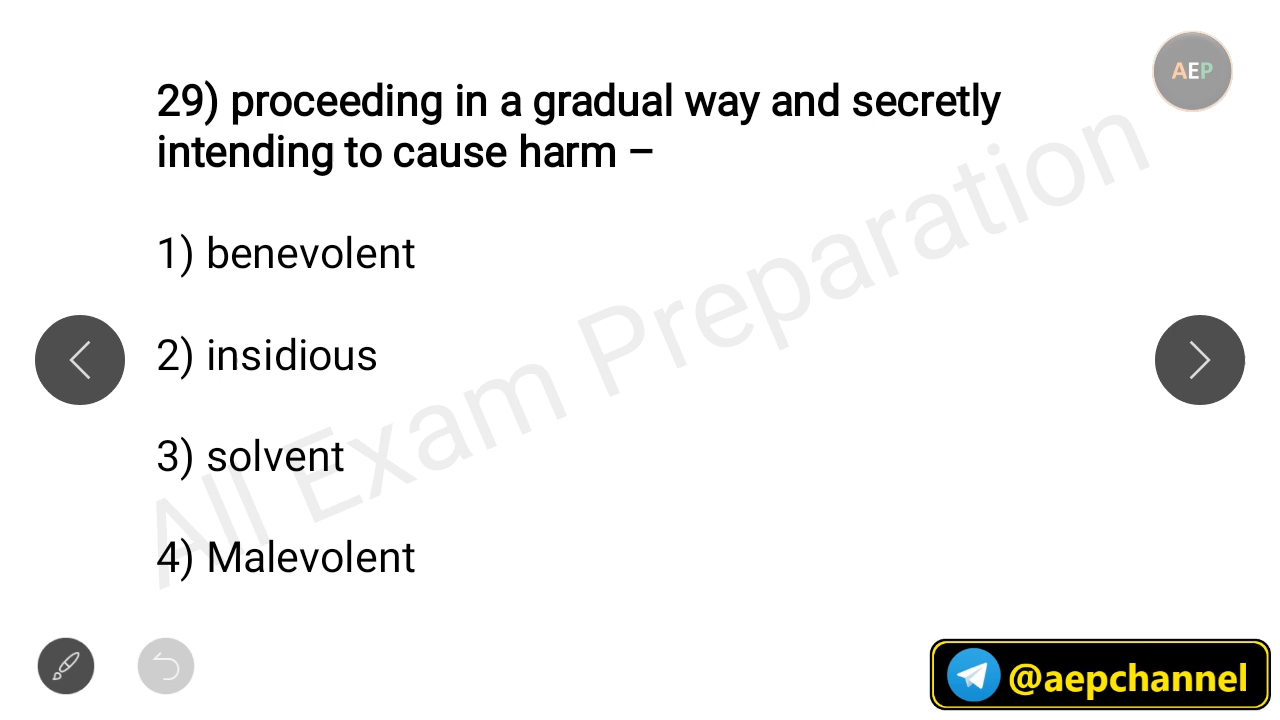 AEP
29) proceeding in a gradual way and secretly
intending to cause harm –
1) benevolent
2) insidious
3) solvent
4) Malevolent
All Exam Preparation
@aepchannel